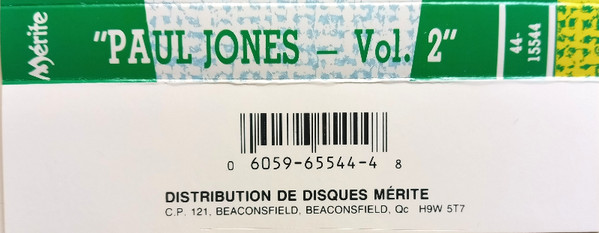 Mérite
"PAUL JONES – Vol. 2"
44-
15544
0 6059-65544-4 8
DISTRIBUTION DE DISQUES MÉRITE
C.P. 121, BEACONSFIELD, BEACONSFIELD, Qc H9W 5T7